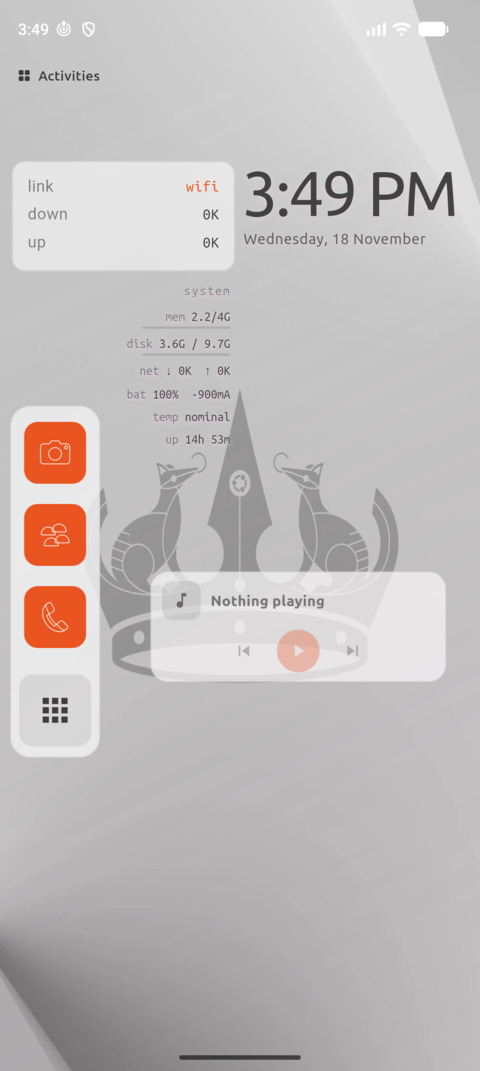 3:49
Activities
link wifi
down 0K
up 0K
3:49 PM
Wednesday, 18 November
system
mem 2.2/4G
disk 3.6G / 9.7G
net ↓ 0K ↑ 0K
bat 100% -900mA
temp nominal
up 14h 53m
Nothing playing